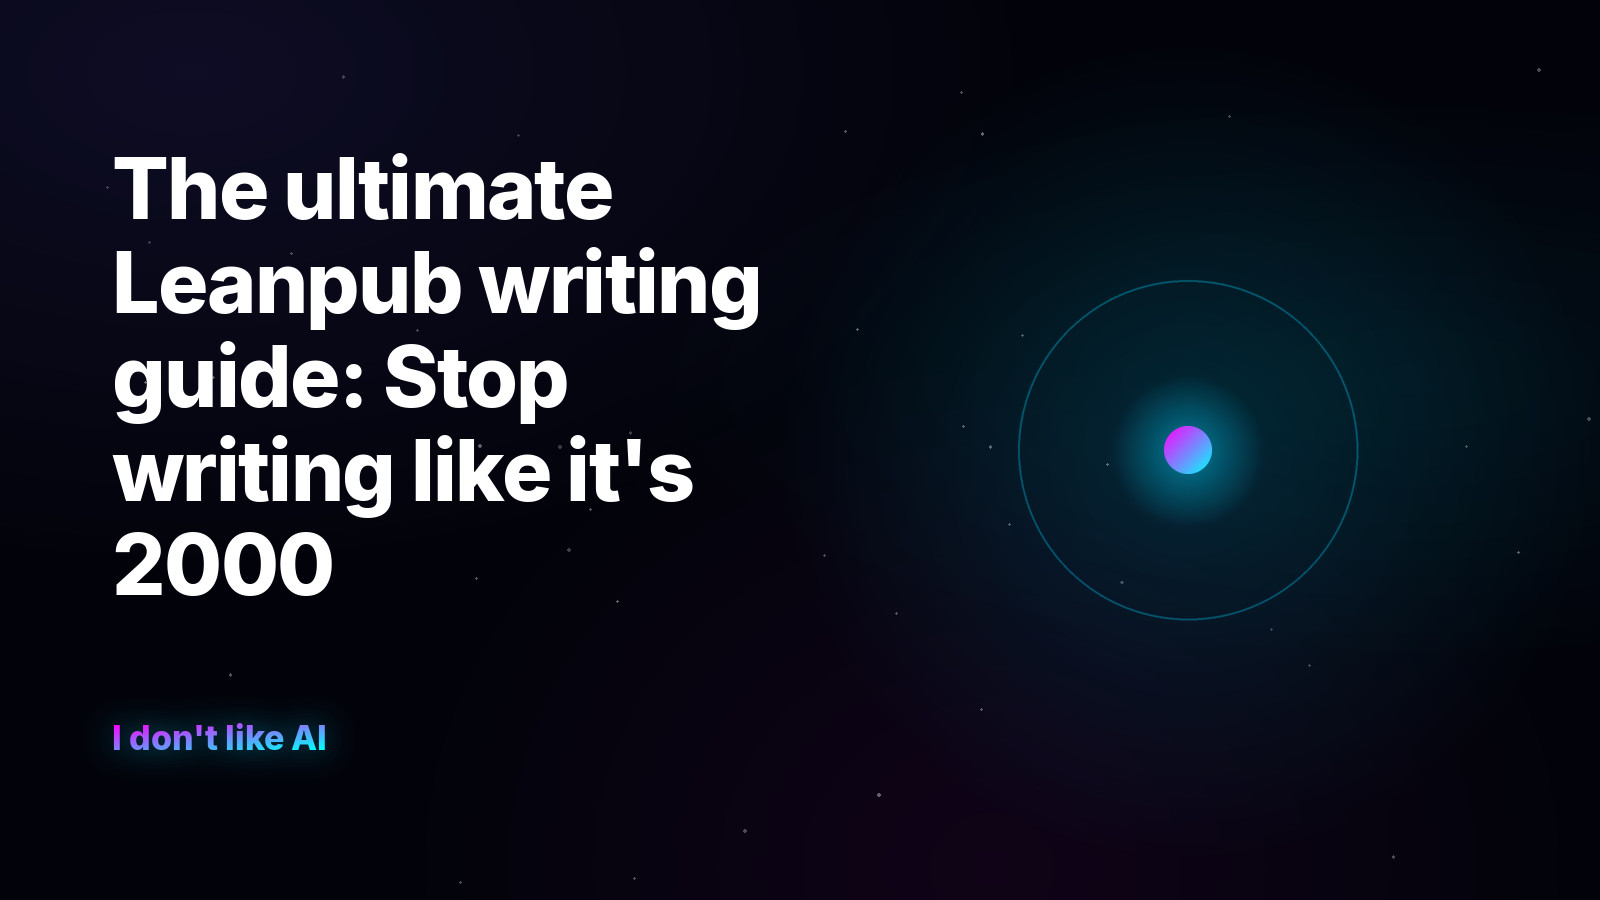 The ultimate
Leanpub writing
guide: Stop
writing like it's
2000
I don't like AI